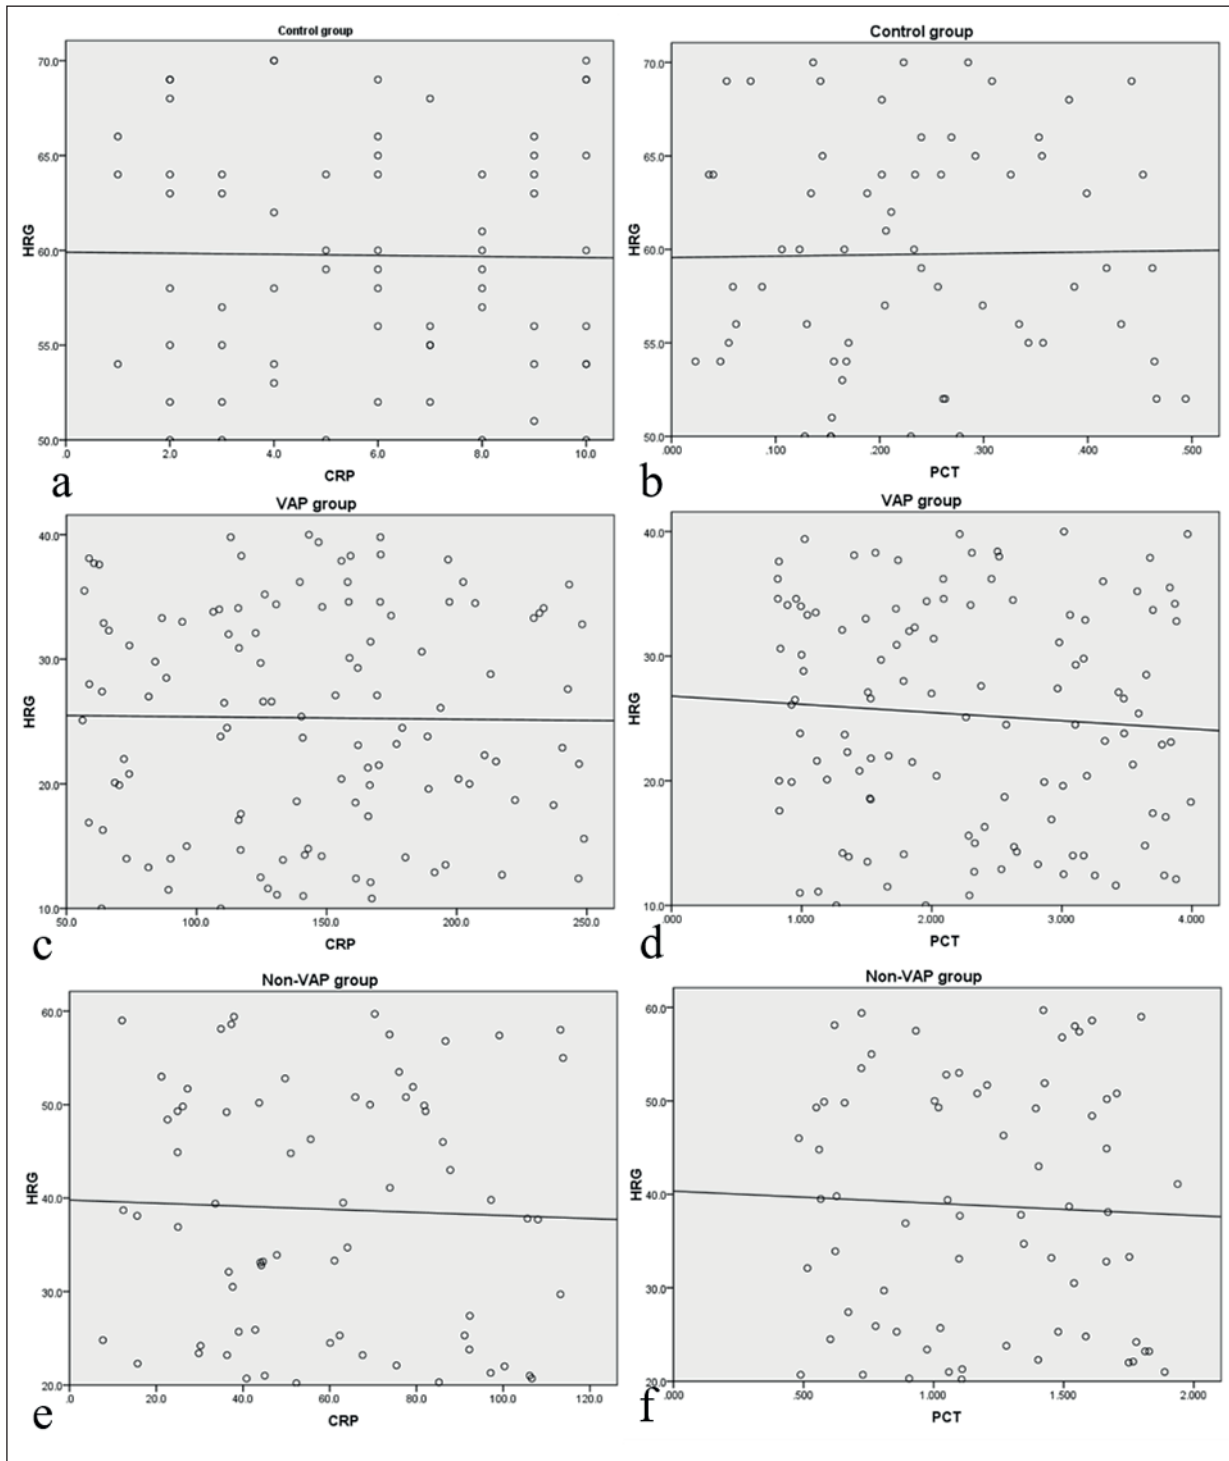 Control group
70.0
65.0
60.0
55.0
50.0
HRG
.0 2.0 4.0 6.0 8.0 10.0
CRP
a
Control group
70.0
65.0
60.0
55.0
50.0
HRG
.000 .100 .200 .300 .400 .500
PCT
b
VAP group
40.0
30.0
20.0
10.0
HRG
50.0 100.0 150.0 200.0 250.0
CRP
c
VAP group
40.0
30.0
20.0
10.0
HRG
.000 1.000 2.000 3.000 4.000
PCT
d
Non-VAP group
60.0
50.0
40.0
30.0
20.0
HRG
.0 20.0 40.0 60.0 80.0 100.0 120.0
CRP
e
Non-VAP group
60.0
50.0
40.0
30.0
20.0
HRG
.000 .500 1.000 1.500 2.000
PCT
f